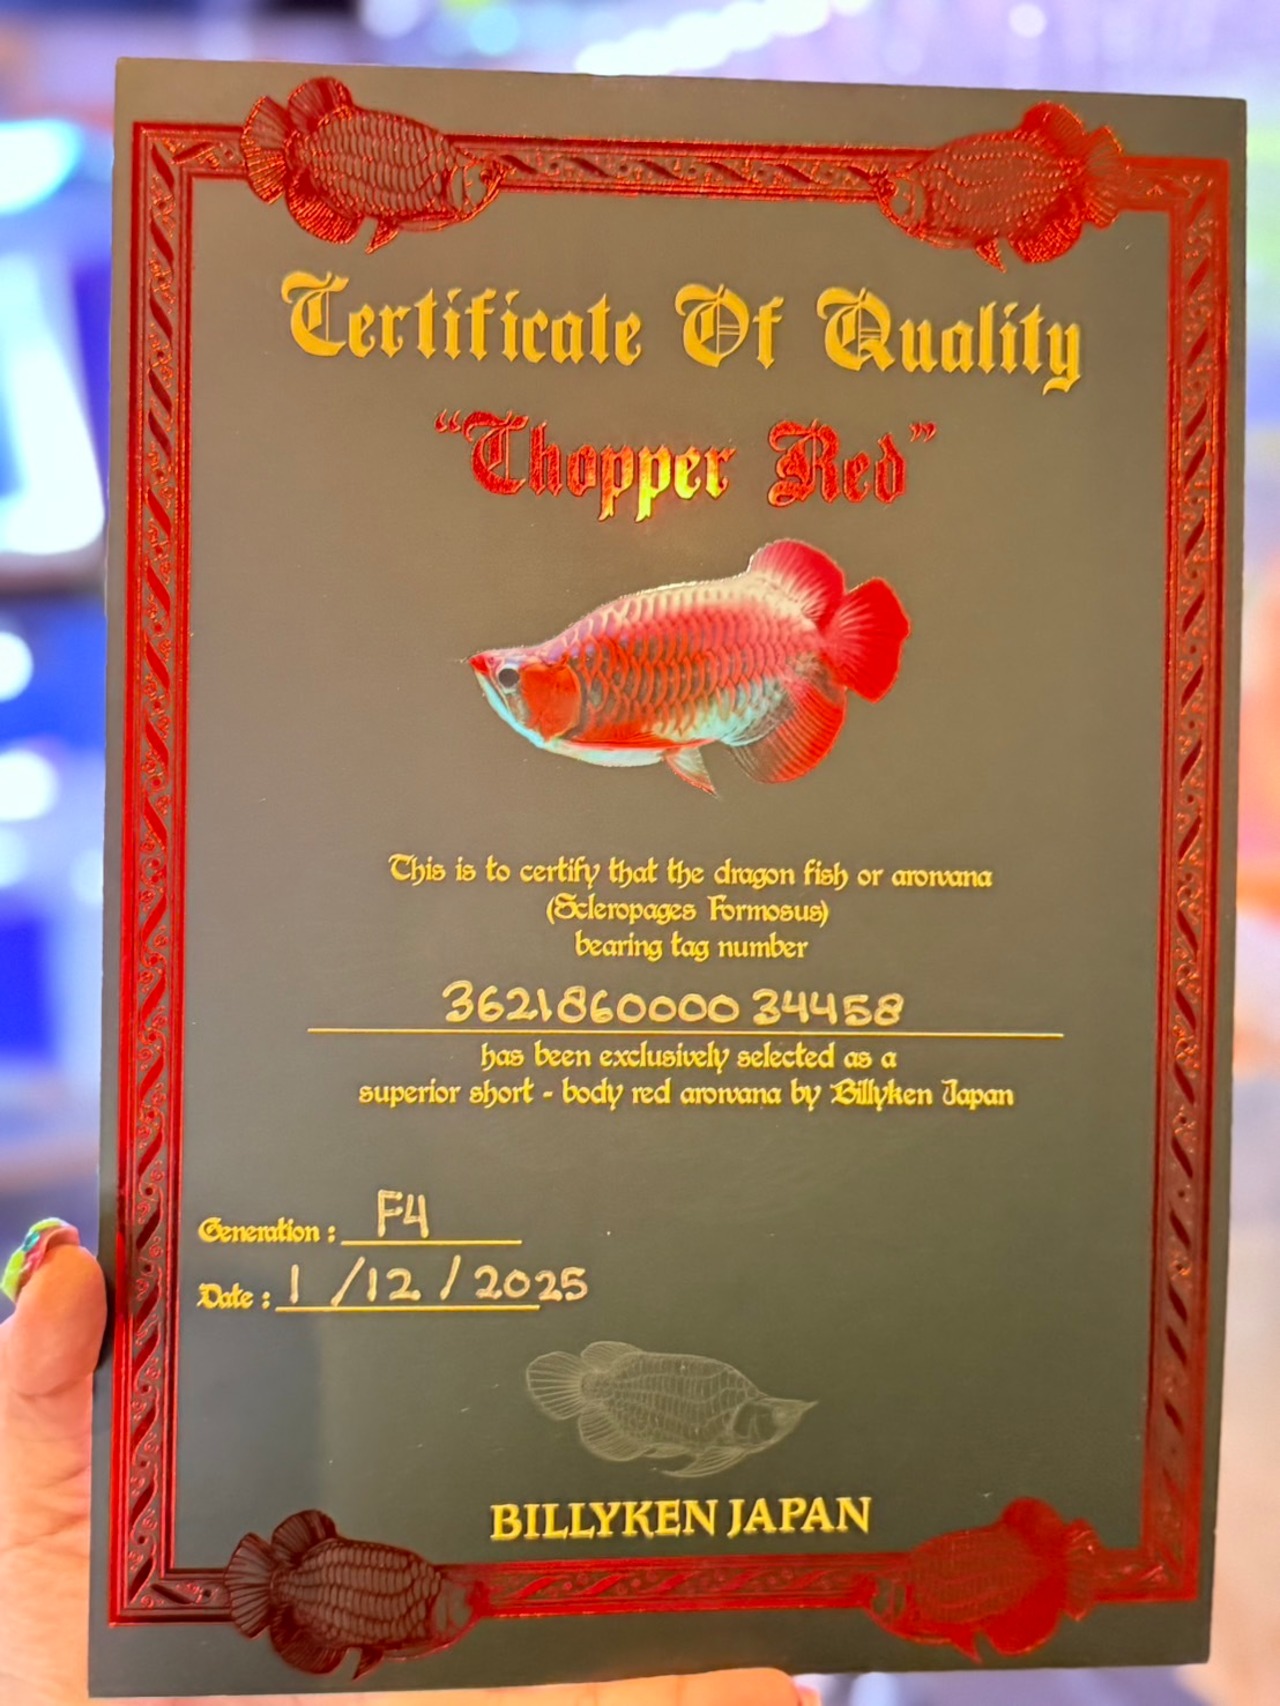 Certificate Of Quality
“Chopper Red”
This is to certify that the dragon fish or arowana
(Scleropages Formosus)
bearing tag number
3621860000 34458
has been exclusively selected as a
superior short - body red arowana by Billyken Japan
Generation : F4
Date : 1 / 12 / 2025
BILLYKEN JAPAN